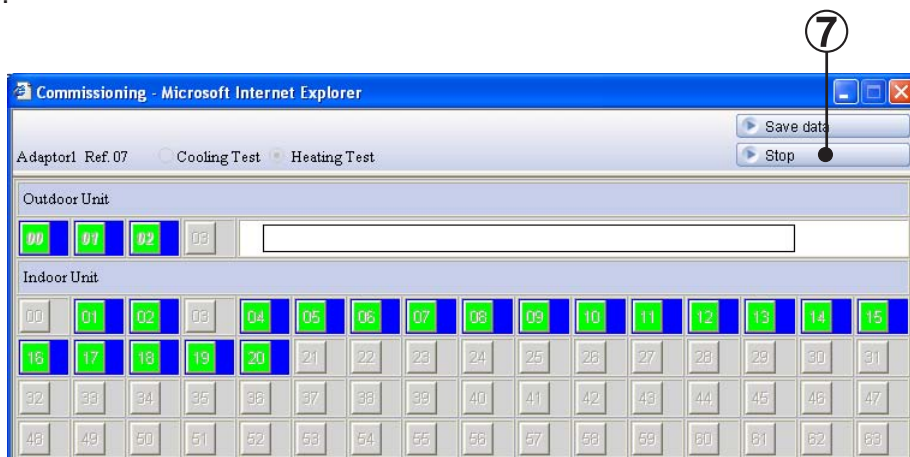 .
7
Commissioning - Microsoft Internet Explorer
Save data
Adaptor1 Ref. 07 Cooling Test Heating Test
Stop
Outdoor Unit
00 01 02 03
Indoor Unit
00 01 02 03 04 05 06 07 08 09 10 11 12 13 14 15
16 17 18 19 20 21 22 23 24 25 26 27 28 29 30 31
32 33 34 35 36 37 38 39 40 41 42 43 44 45 46 47
48 49 50 51 52 53 54 55 56 57 58 59 60 61 62 63